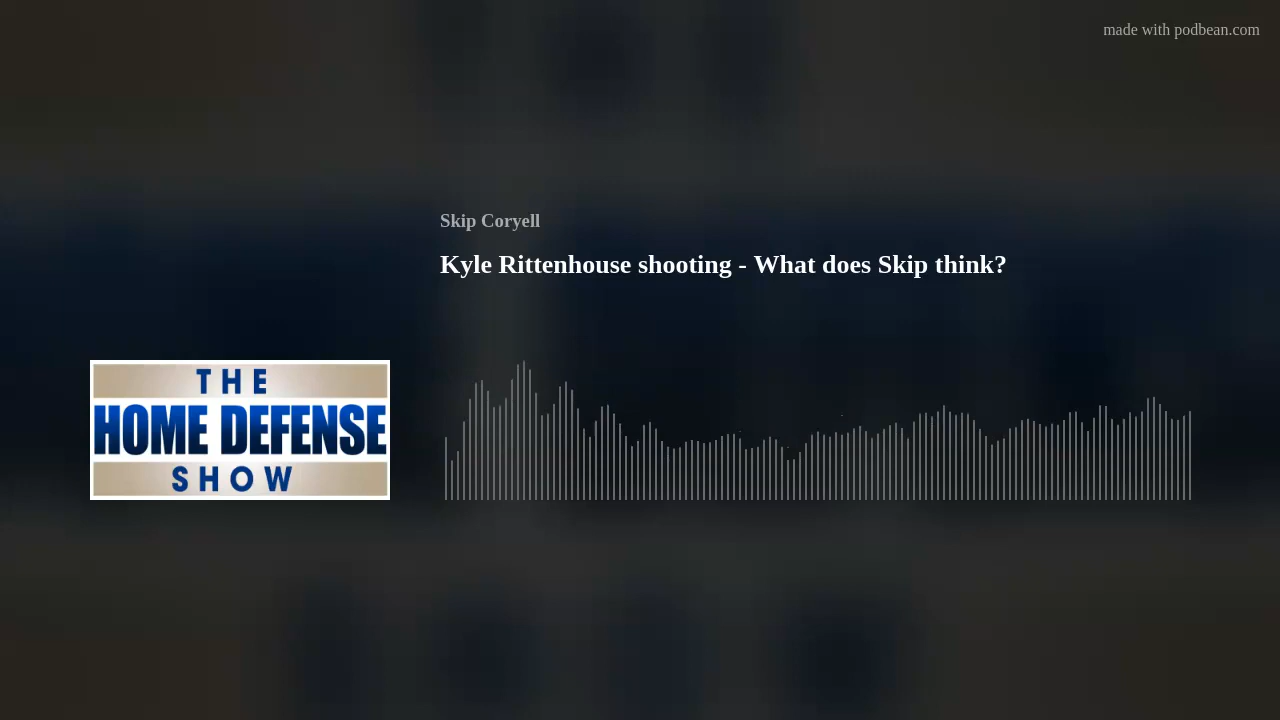 made with podbean.com
Skip Coryell
Kyle Rittenhouse shooting - What does Skip think?
THE
HOME DEFENSE
SHOW